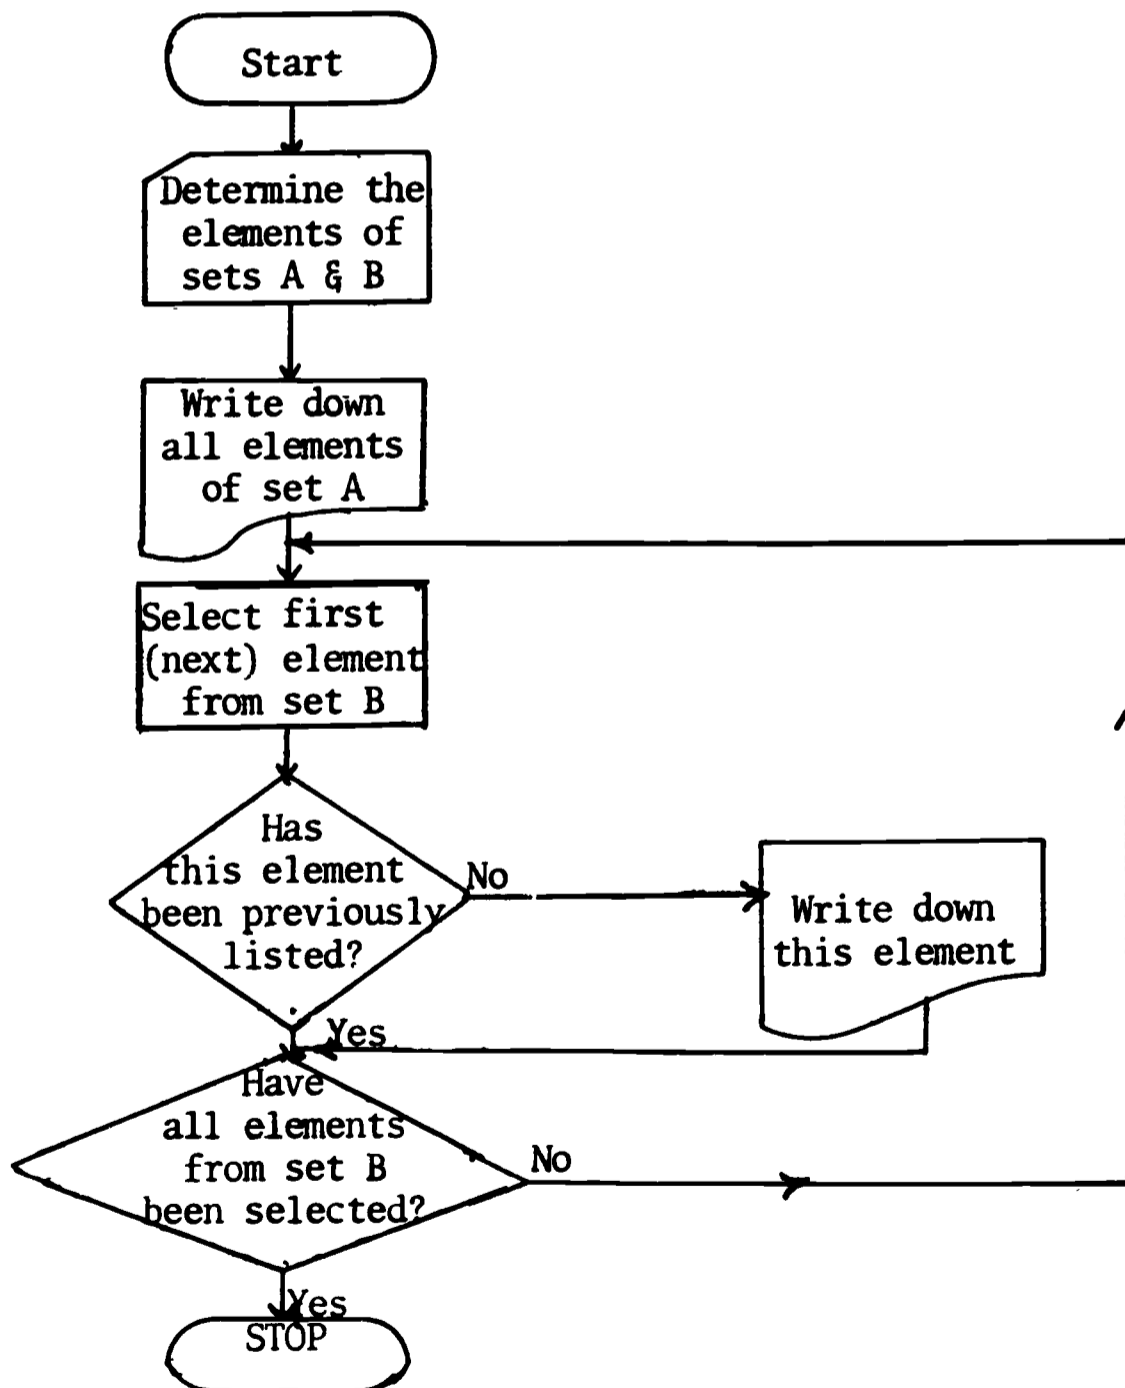 Start
Determine the
elements of
sets A & B
Write down
all elements
of set A
Select first
(next) element
from set B
Has
this element
been previously
listed?
No
Write down
this element
Yes
Have
all elements
from set B
been selected?
No
Yes
STOP